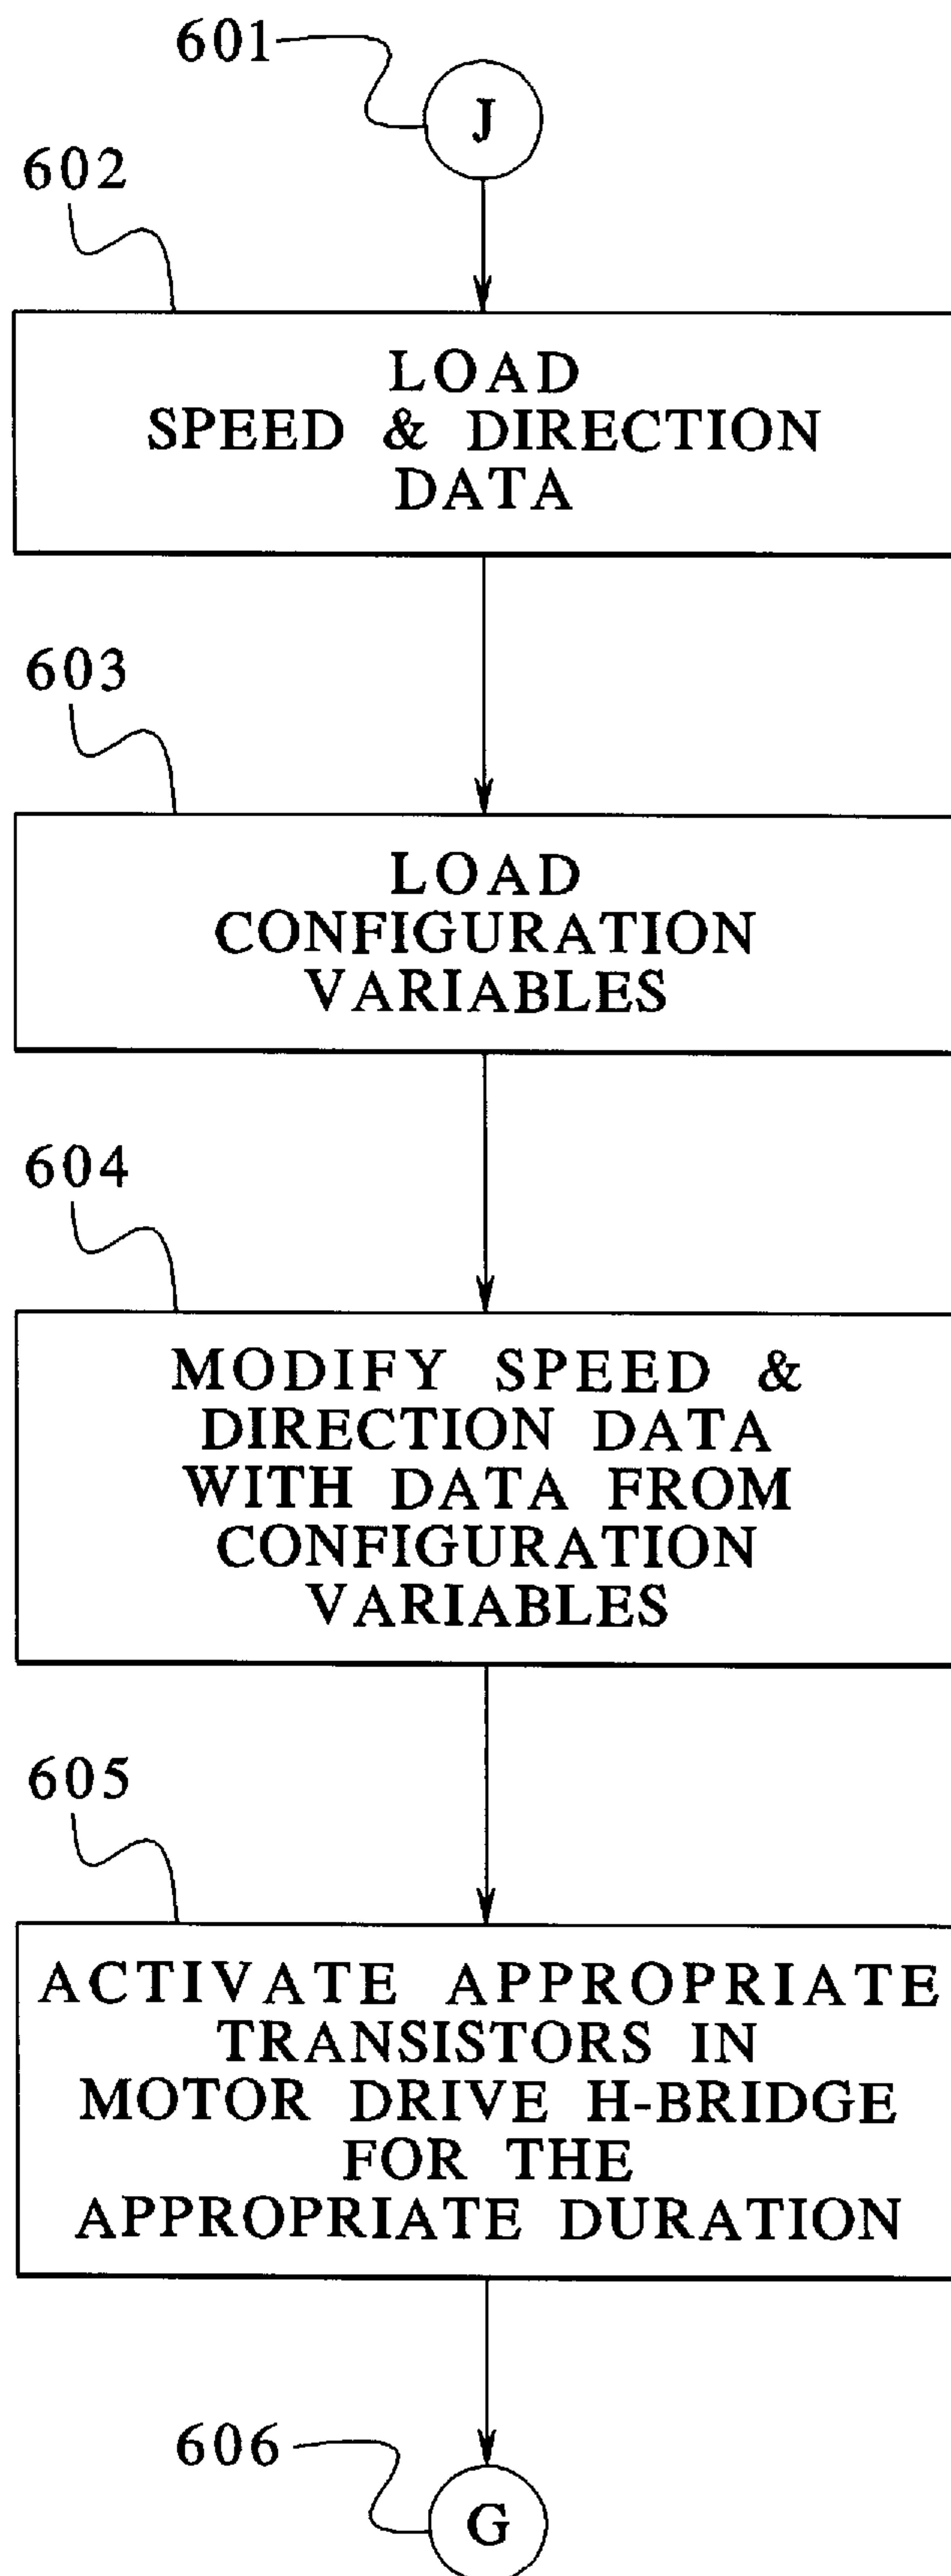 601
J
602
LOAD
SPEED & DIRECTION
DATA
603
LOAD
CONFIGURATION
VARIABLES
604
MODIFY SPEED &
DIRECTION DATA
WITH DATA FROM
CONFIGURATION
VARIABLES
605
ACTIVATE APPROPRIATE
TRANSISTORS IN
MOTOR DRIVE H-BRIDGE
FOR THE
APPROPRIATE DURATION
606
G